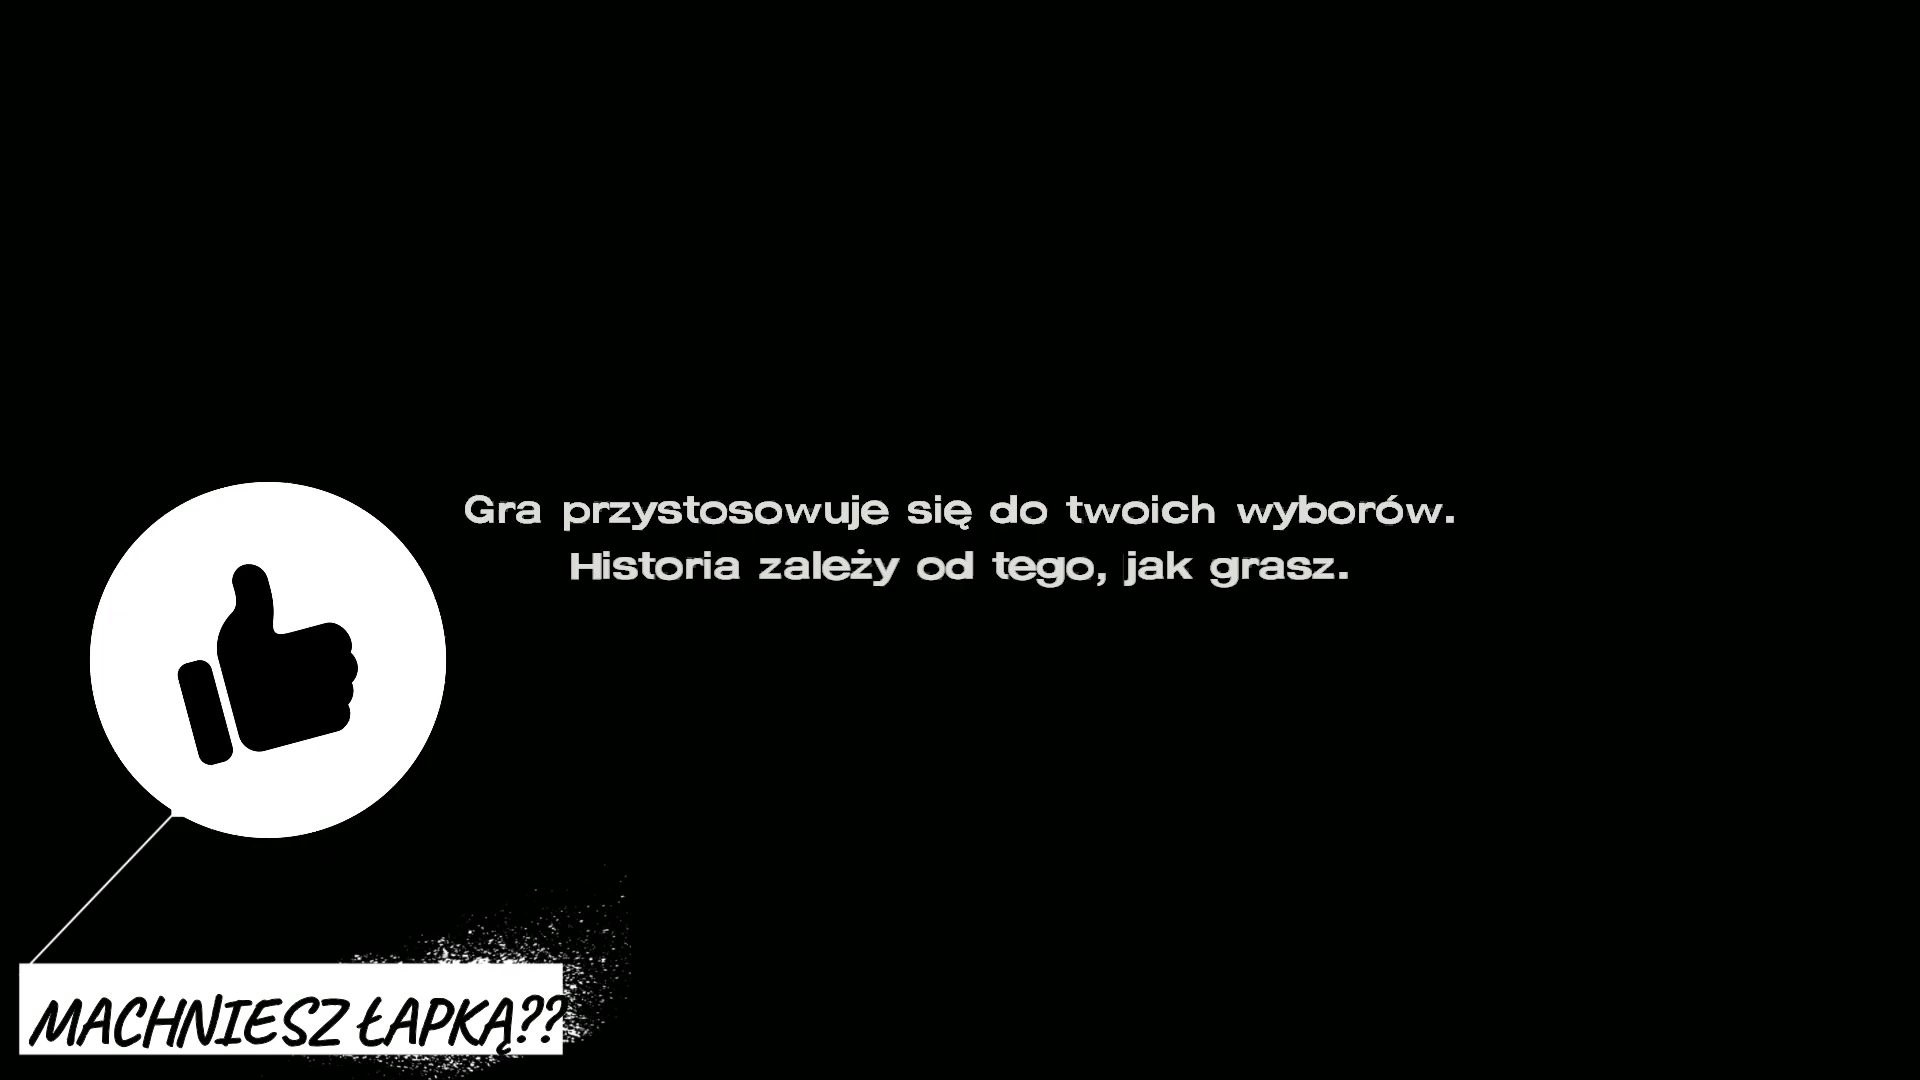 Gra przystosowuje się do twoich wyborów.
Historia zależy od tego, jak grasz.
MACHNIESZ ŁAPKĄ??